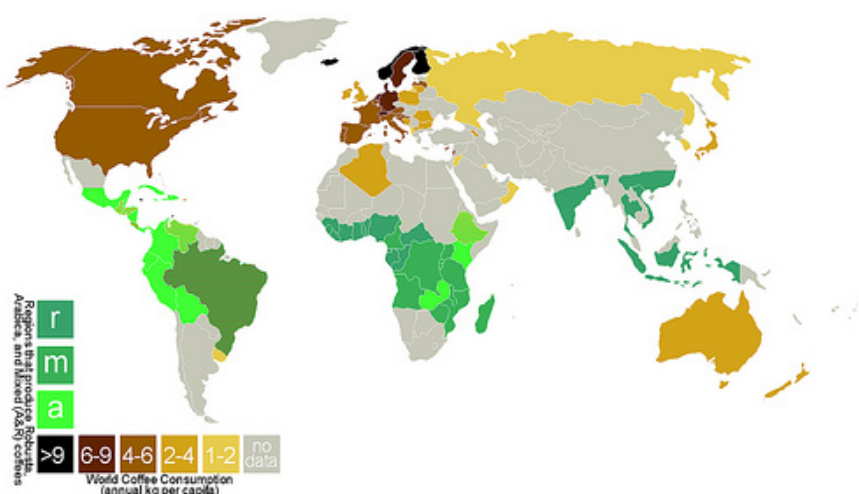 Regions that produce Robusta,
Arabica, and Mixed (A&R) coffees
r
m
a
>9 6-9 4-6 2-4 1-2 no data
World Coffee Consumption
(annual kg per capita)